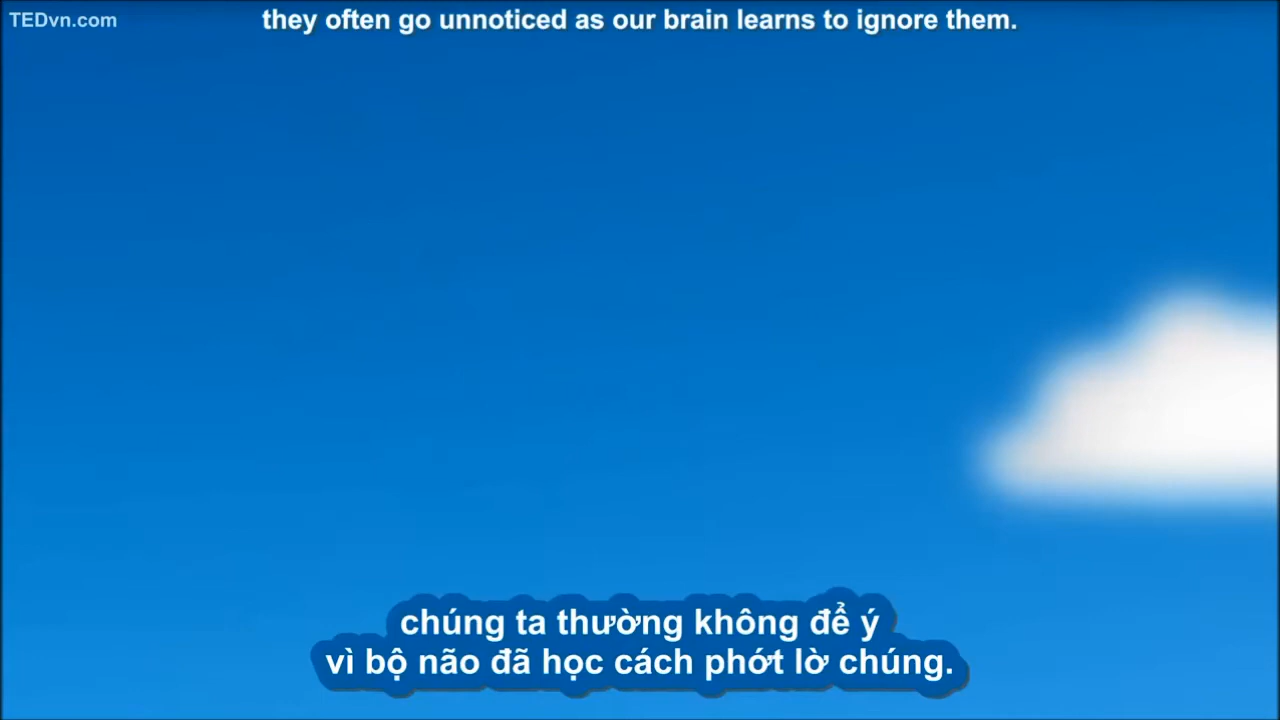 TEDvn.com
they often go unnoticed as our brain learns to ignore them.
chúng ta thường không để ý
vì bộ não đã học cách phớt lờ chúng.